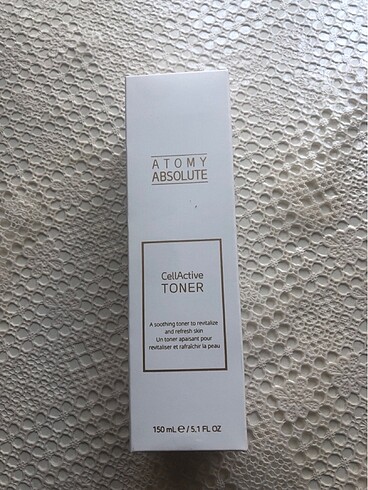 ATOMY
ABSOLUTE
CellActive
TONER
A soothing toner to revitalize
and refresh skin
Un toner apaisant pour
revitaliser et rafraîchir la peau
150 mL ℮ / 5.1 FL OZ